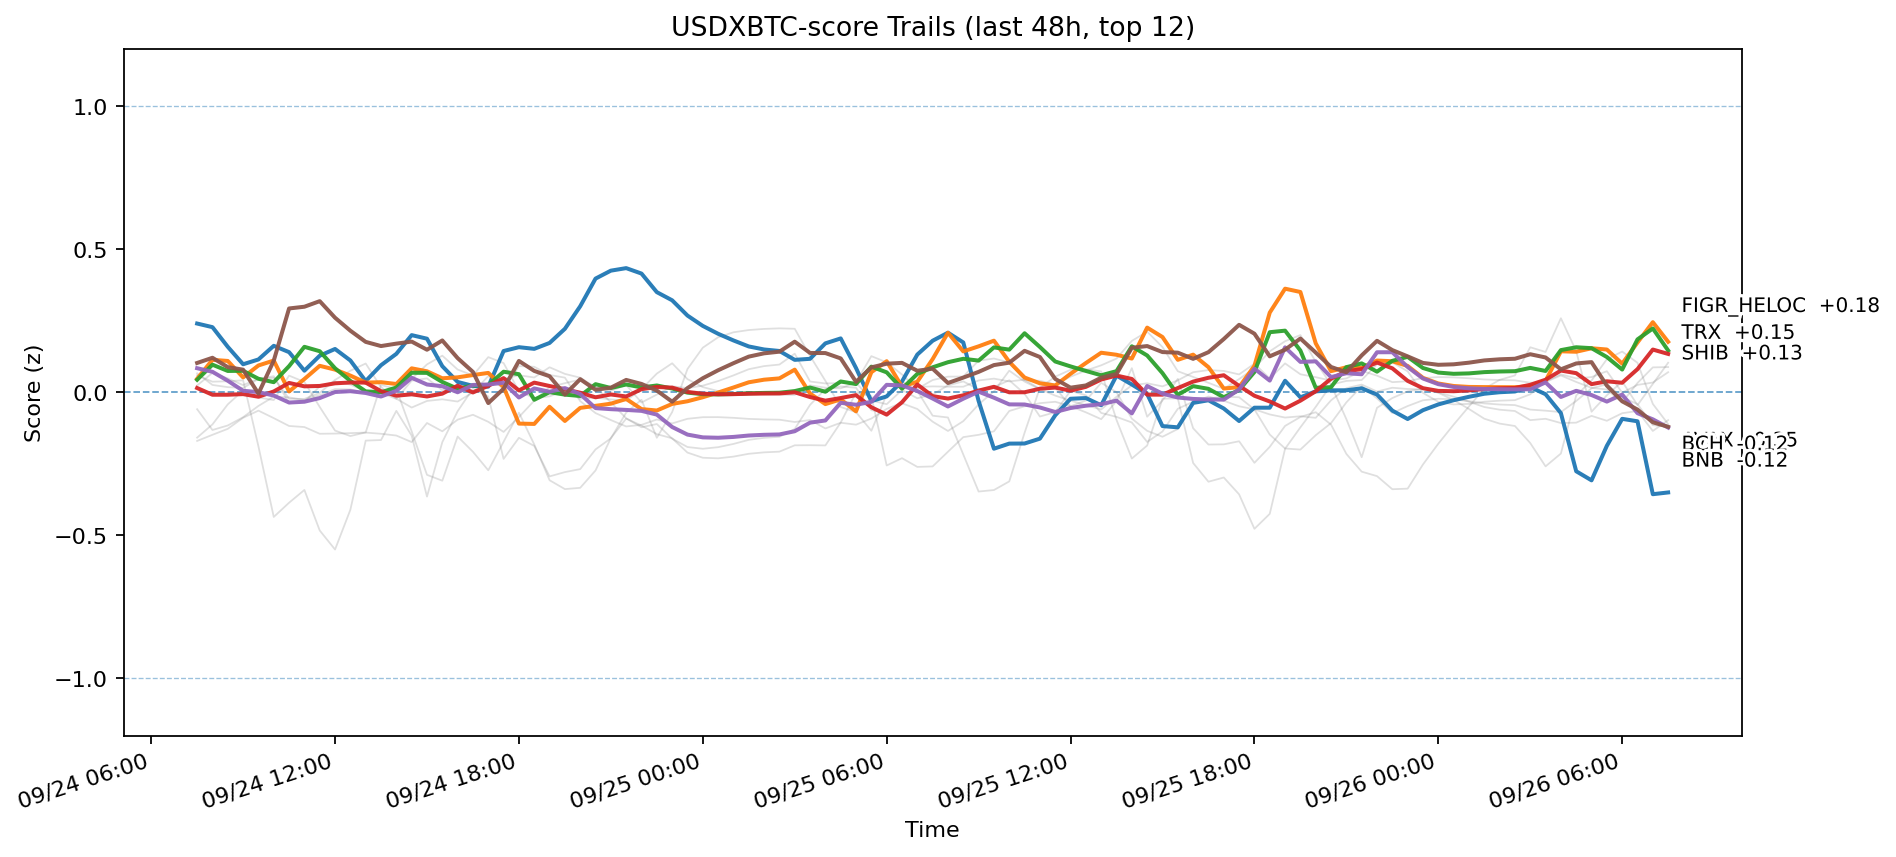 USDXBTC-score Trails (last 48h, top 12)
Score (z)
1.0
0.5
0.0
−0.5
−1.0
FIGR_HELOC +0.18
TRX +0.15
SHIB +0.13
BCH -0.12
BNB -0.12
09/24 06:00
09/24 12:00
09/24 18:00
09/25 00:00
09/25 06:00
09/25 12:00
09/25 18:00
09/26 00:00
09/26 06:00
Time